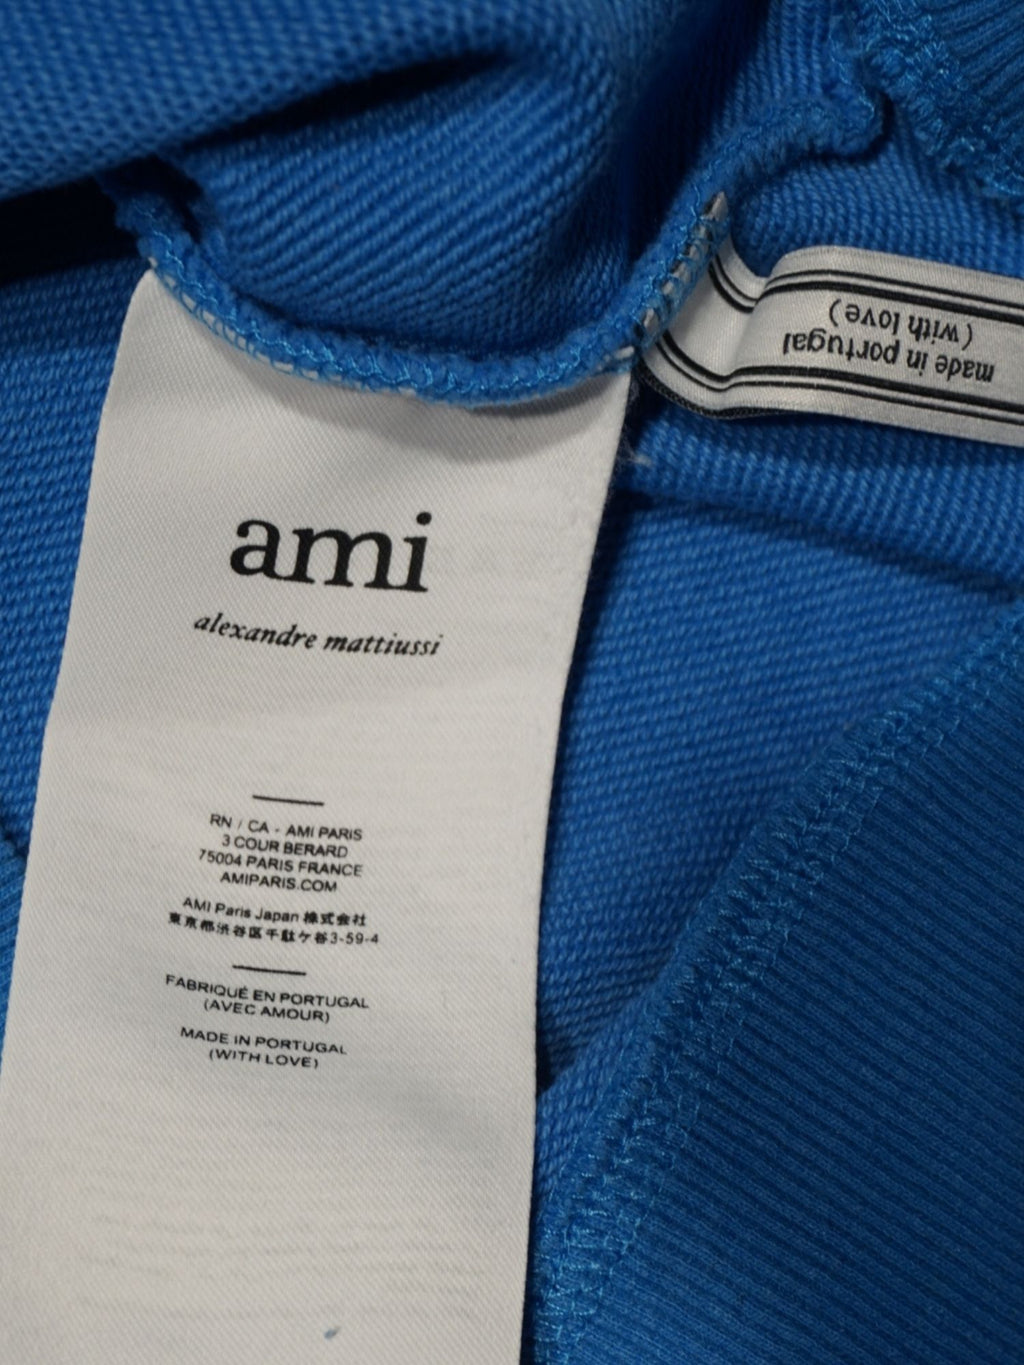 ami
alexandre mattiussi
RN / CA - AMI PARIS
3 COUR BERARD
75004 PARIS FRANCE
AMIPARIS.COM
AMI Paris Japan 株式会社
東京都渋谷区千駄ケ谷3-59-4
FABRIQUÉ EN PORTUGAL
(AVEC AMOUR)
MADE IN PORTUGAL
(WITH LOVE)
made in portugal
(with love)